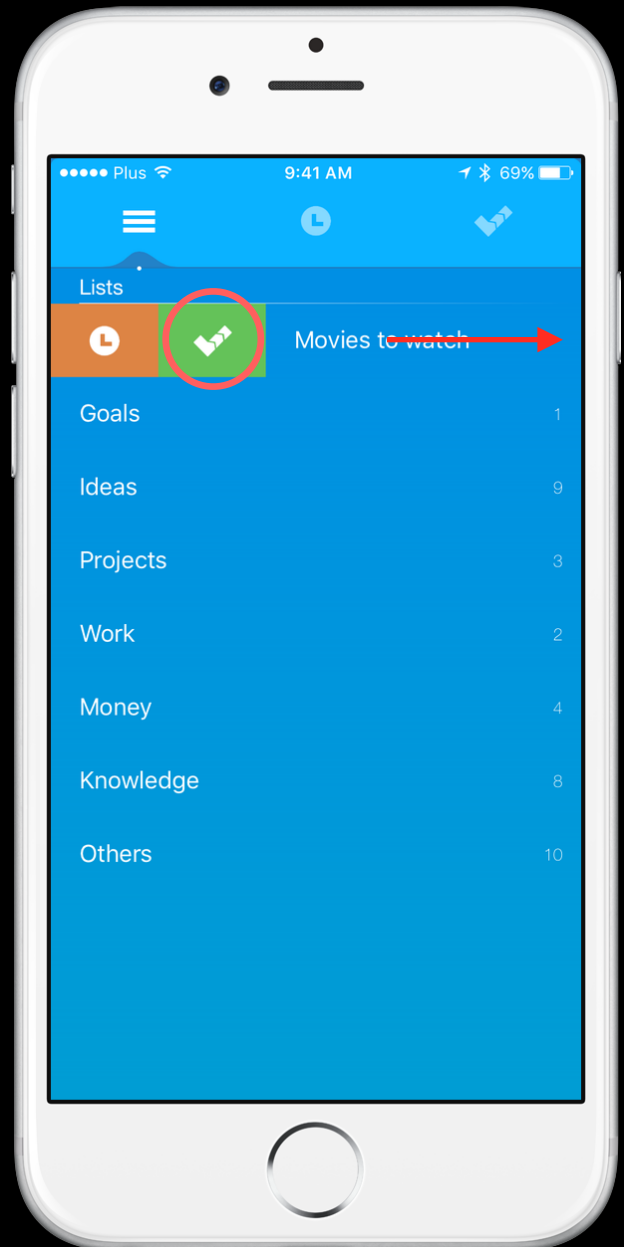 Plus 9:41 AM 69%
Lists
Movies to watch
Goals 1
Ideas 9
Projects 3
Work 2
Money 4
Knowledge 8
Others 10